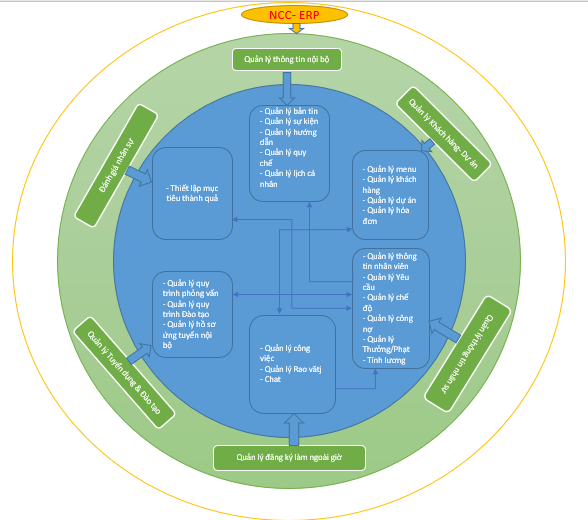 NCC- ERP
Quản lý thông tin nội bộ
- Quản lý bản tin
- Quản lý sự kiện
- Quản lý hướng
dẫn
- Quản lý quy
chế
- Quản lý lịch cá
nhân
Quản lý Khách hàng- Dự án
- Quản lý menu
- Quản lý khách
hàng
- Quản lý dự án
- Quản lý hóa
đơn
Đánh giá nhân sự
- Thiết lập mục
tiêu thành quả
- Quản lý thông
tin nhân viên
- Quản lý Yêu
cầu
- Quản lý chế
độ
- Quản lý công
nợ
- Quản lý
Thưởng/Phạt
- Tính lương
Quản lý thông tin nhân sự
- Quản lý quy
trình phỏng vấn
- Quản lý quy
trình Đào tạo
- Quản lý hồ sơ
ứng tuyển nội
bộ
Quản lý Tuyển dụng & Đào tạo
- Quản lý công
việc
- Quản lý Rao vătj
- Chat
Quản lý đăng ký làm ngoài giờ